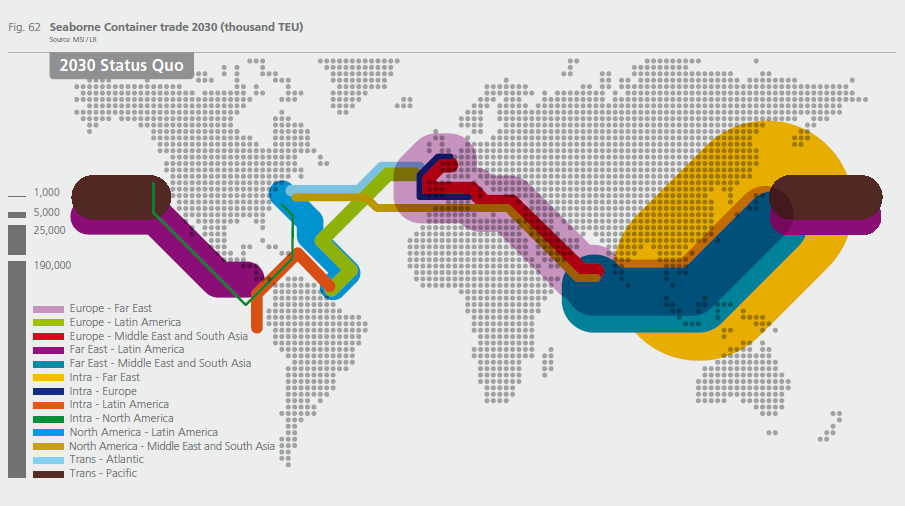 Fig. 62 Seaborne Container trade 2030 (thousand TEU)
Source: MSI / LR
2030 Status Quo
1,000
5,000
25,000
190,000
Europe - Far East
Europe - Latin America
Europe - Middle East and South Asia
Far East - Latin America
Far East - Middle East and South Asia
Intra - Far East
Intra - Europe
Intra - Latin America
Intra - North America
North America - Latin America
North America - Middle East and South Asia
Trans - Atlantic
Trans - Pacific